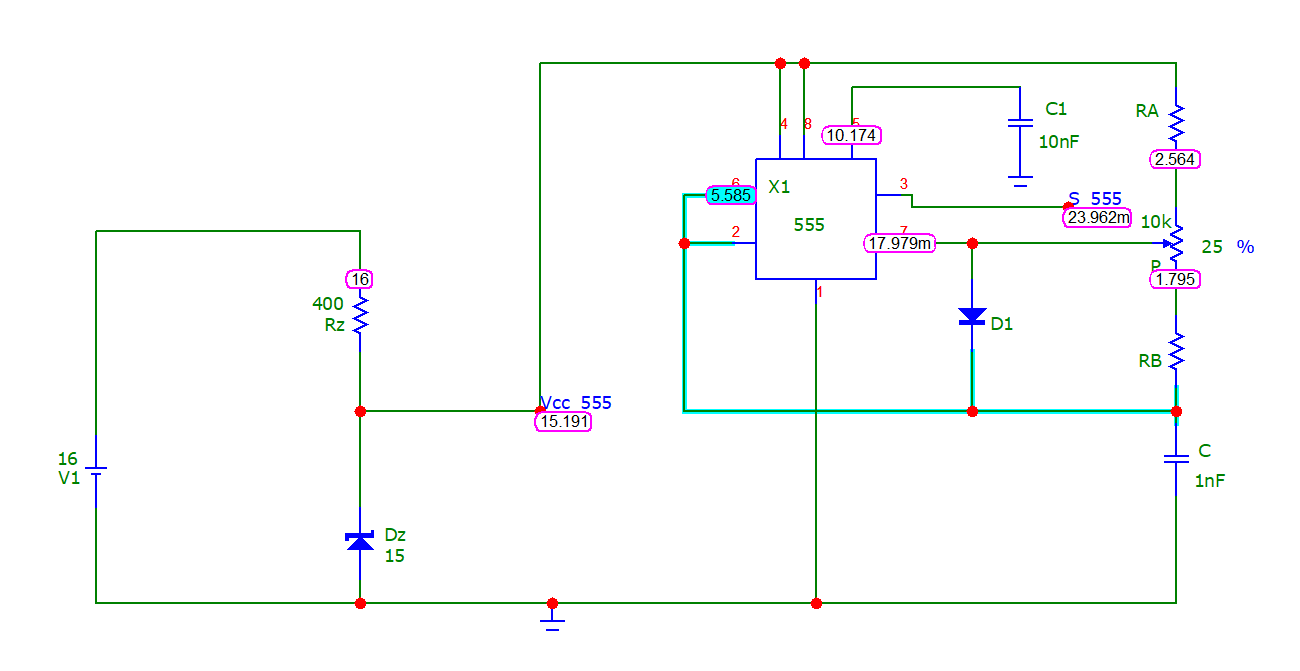 4
8
5
10.174
C1
10nF
RA
2.564
6
5.585
X1
3
S_555
23.962m
10k
2
555
7
17.979m
25 %
P
1.795
1
16
400
Rz
D1
RB
Vcc_555
15.191
16
V1
C
1nF
Dz
15